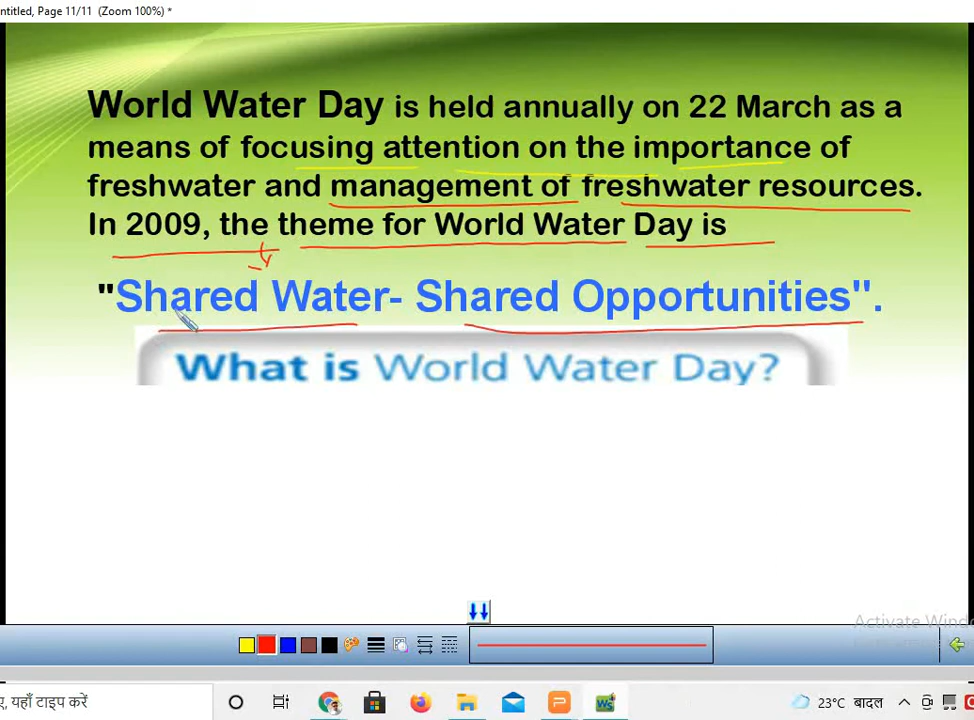 ntitled, Page 11/11 (Zoom 100%) *
World Water Day is held annually on 22 March as a
means of focusing attention on the importance of
freshwater and management of freshwater resources.
In 2009, the theme for World Water Day is
"Shared Water- Shared Opportunities".
What is World Water Day?
Activate Wind
ए, यहाँ टाइप करें
23°C बादल